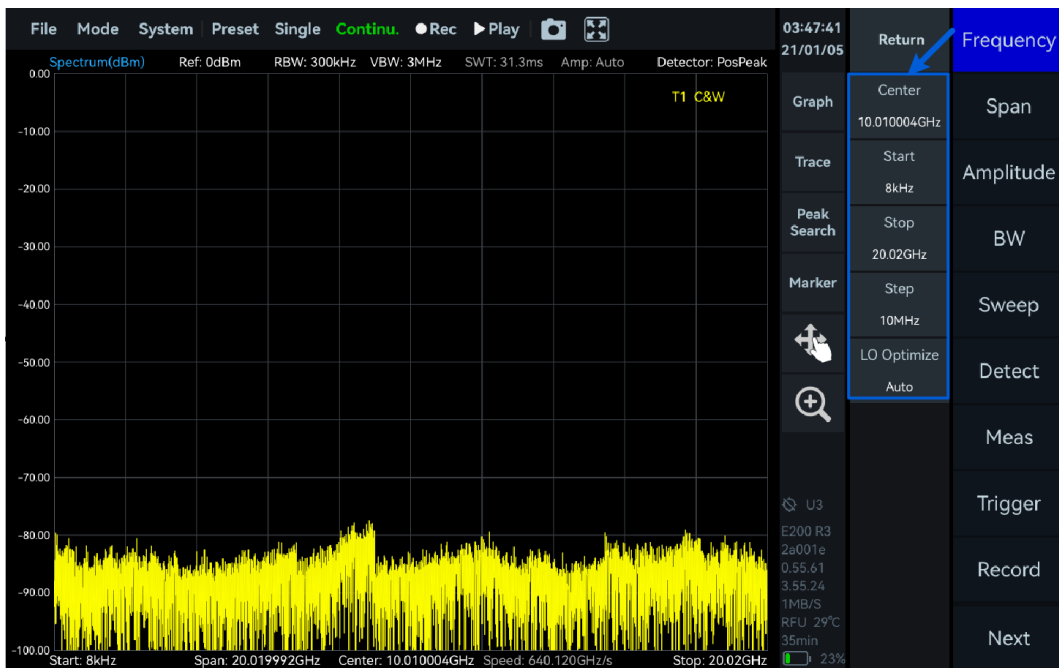 File Mode System Preset Single Continu. Rec Play
Spectrum(dBm) Ref: 0dBm RBW: 300kHz VBW: 3MHz SWT: 31.3ms Amp: Auto Detector: PosPeak
T1 C&W
0.00
-10.00
-20.00
-30.00
-40.00
-50.00
-60.00
-70.00
-80.00
-90.00
-100.00
Start: 8kHz Span: 20.019992GHz Center: 10.010004GHz Speed: 640.120GHz/s Stop: 20.02GHz
03:47:41
21/01/05
Graph
Trace
Peak
Search
Marker
U3
E200 R3
2a001e
0.55.61
3.55.24
1MB/S
RFU 29°C
35min
23%
Return
Center
10.010004GHz
Start
8kHz
Stop
20.02GHz
Step
10MHz
LO Optimize
Auto
Frequency
Span
Amplitude
BW
Sweep
Detect
Meas
Trigger
Record
Next